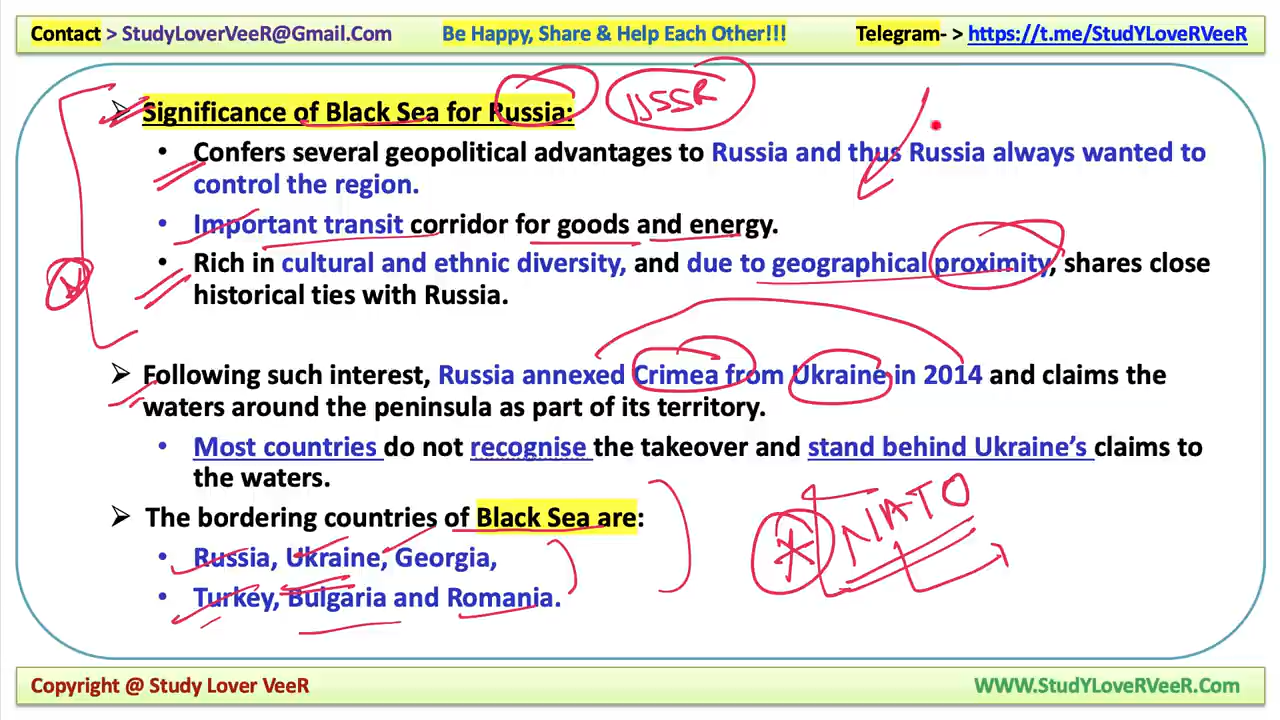 Contact > StudyLoverVeeR@Gmail.Com Be Happy, Share & Help Each Other!!! Telegram- > https://t.me/StudYLoveRVeeR
➤ Significance of Black Sea for Russia: USSR
• Confers several geopolitical advantages to Russia and thus Russia always wanted to
control the region.
• Important transit corridor for goods and energy.
• Rich in cultural and ethnic diversity, and due to geographical proximity, shares close
historical ties with Russia.
➤ Following such interest, Russia annexed Crimea from Ukraine in 2014 and claims the
waters around the peninsula as part of its territory.
• Most countries do not recognise the takeover and stand behind Ukraine's claims to
the waters.
➤ The bordering countries of Black Sea are:
NATO
• Russia, Ukraine, Georgia,
• Turkey, Bulgaria and Romania.
Copyright @ Study Lover VeeR WWW.StudYLoveRVeeR.Com